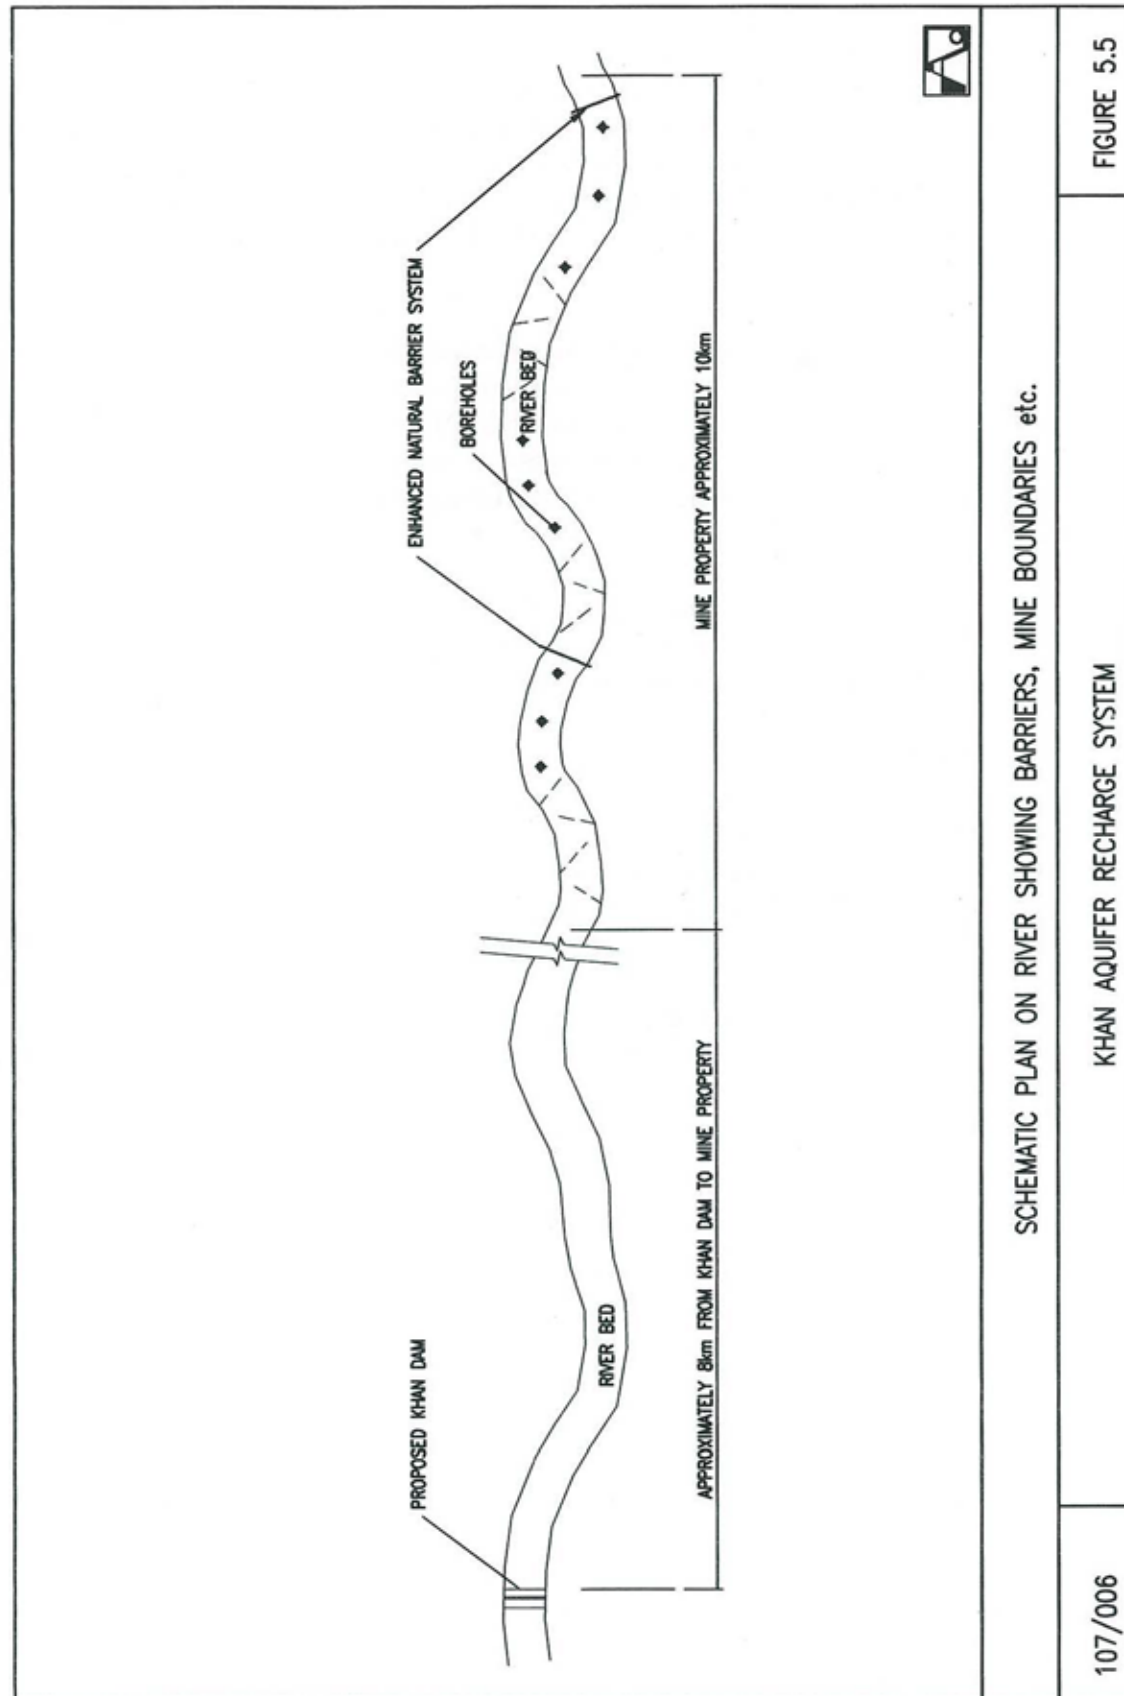 ENHANCED NATURAL BARRIER SYSTEM
PROPOSED KHAN DAM
BOREHOLES
RIVER BED
RIVER BED
APPROXIMATELY 8km FROM KHAN DAM TO MINE PROPERTY
MINE PROPERTY APPROXIMATELY 10km
SCHEMATIC PLAN ON RIVER SHOWING BARRIERS, MINE BOUNDARIES etc.
107/006
KHAN AQUIFER RECHARGE SYSTEM
FIGURE 5.5